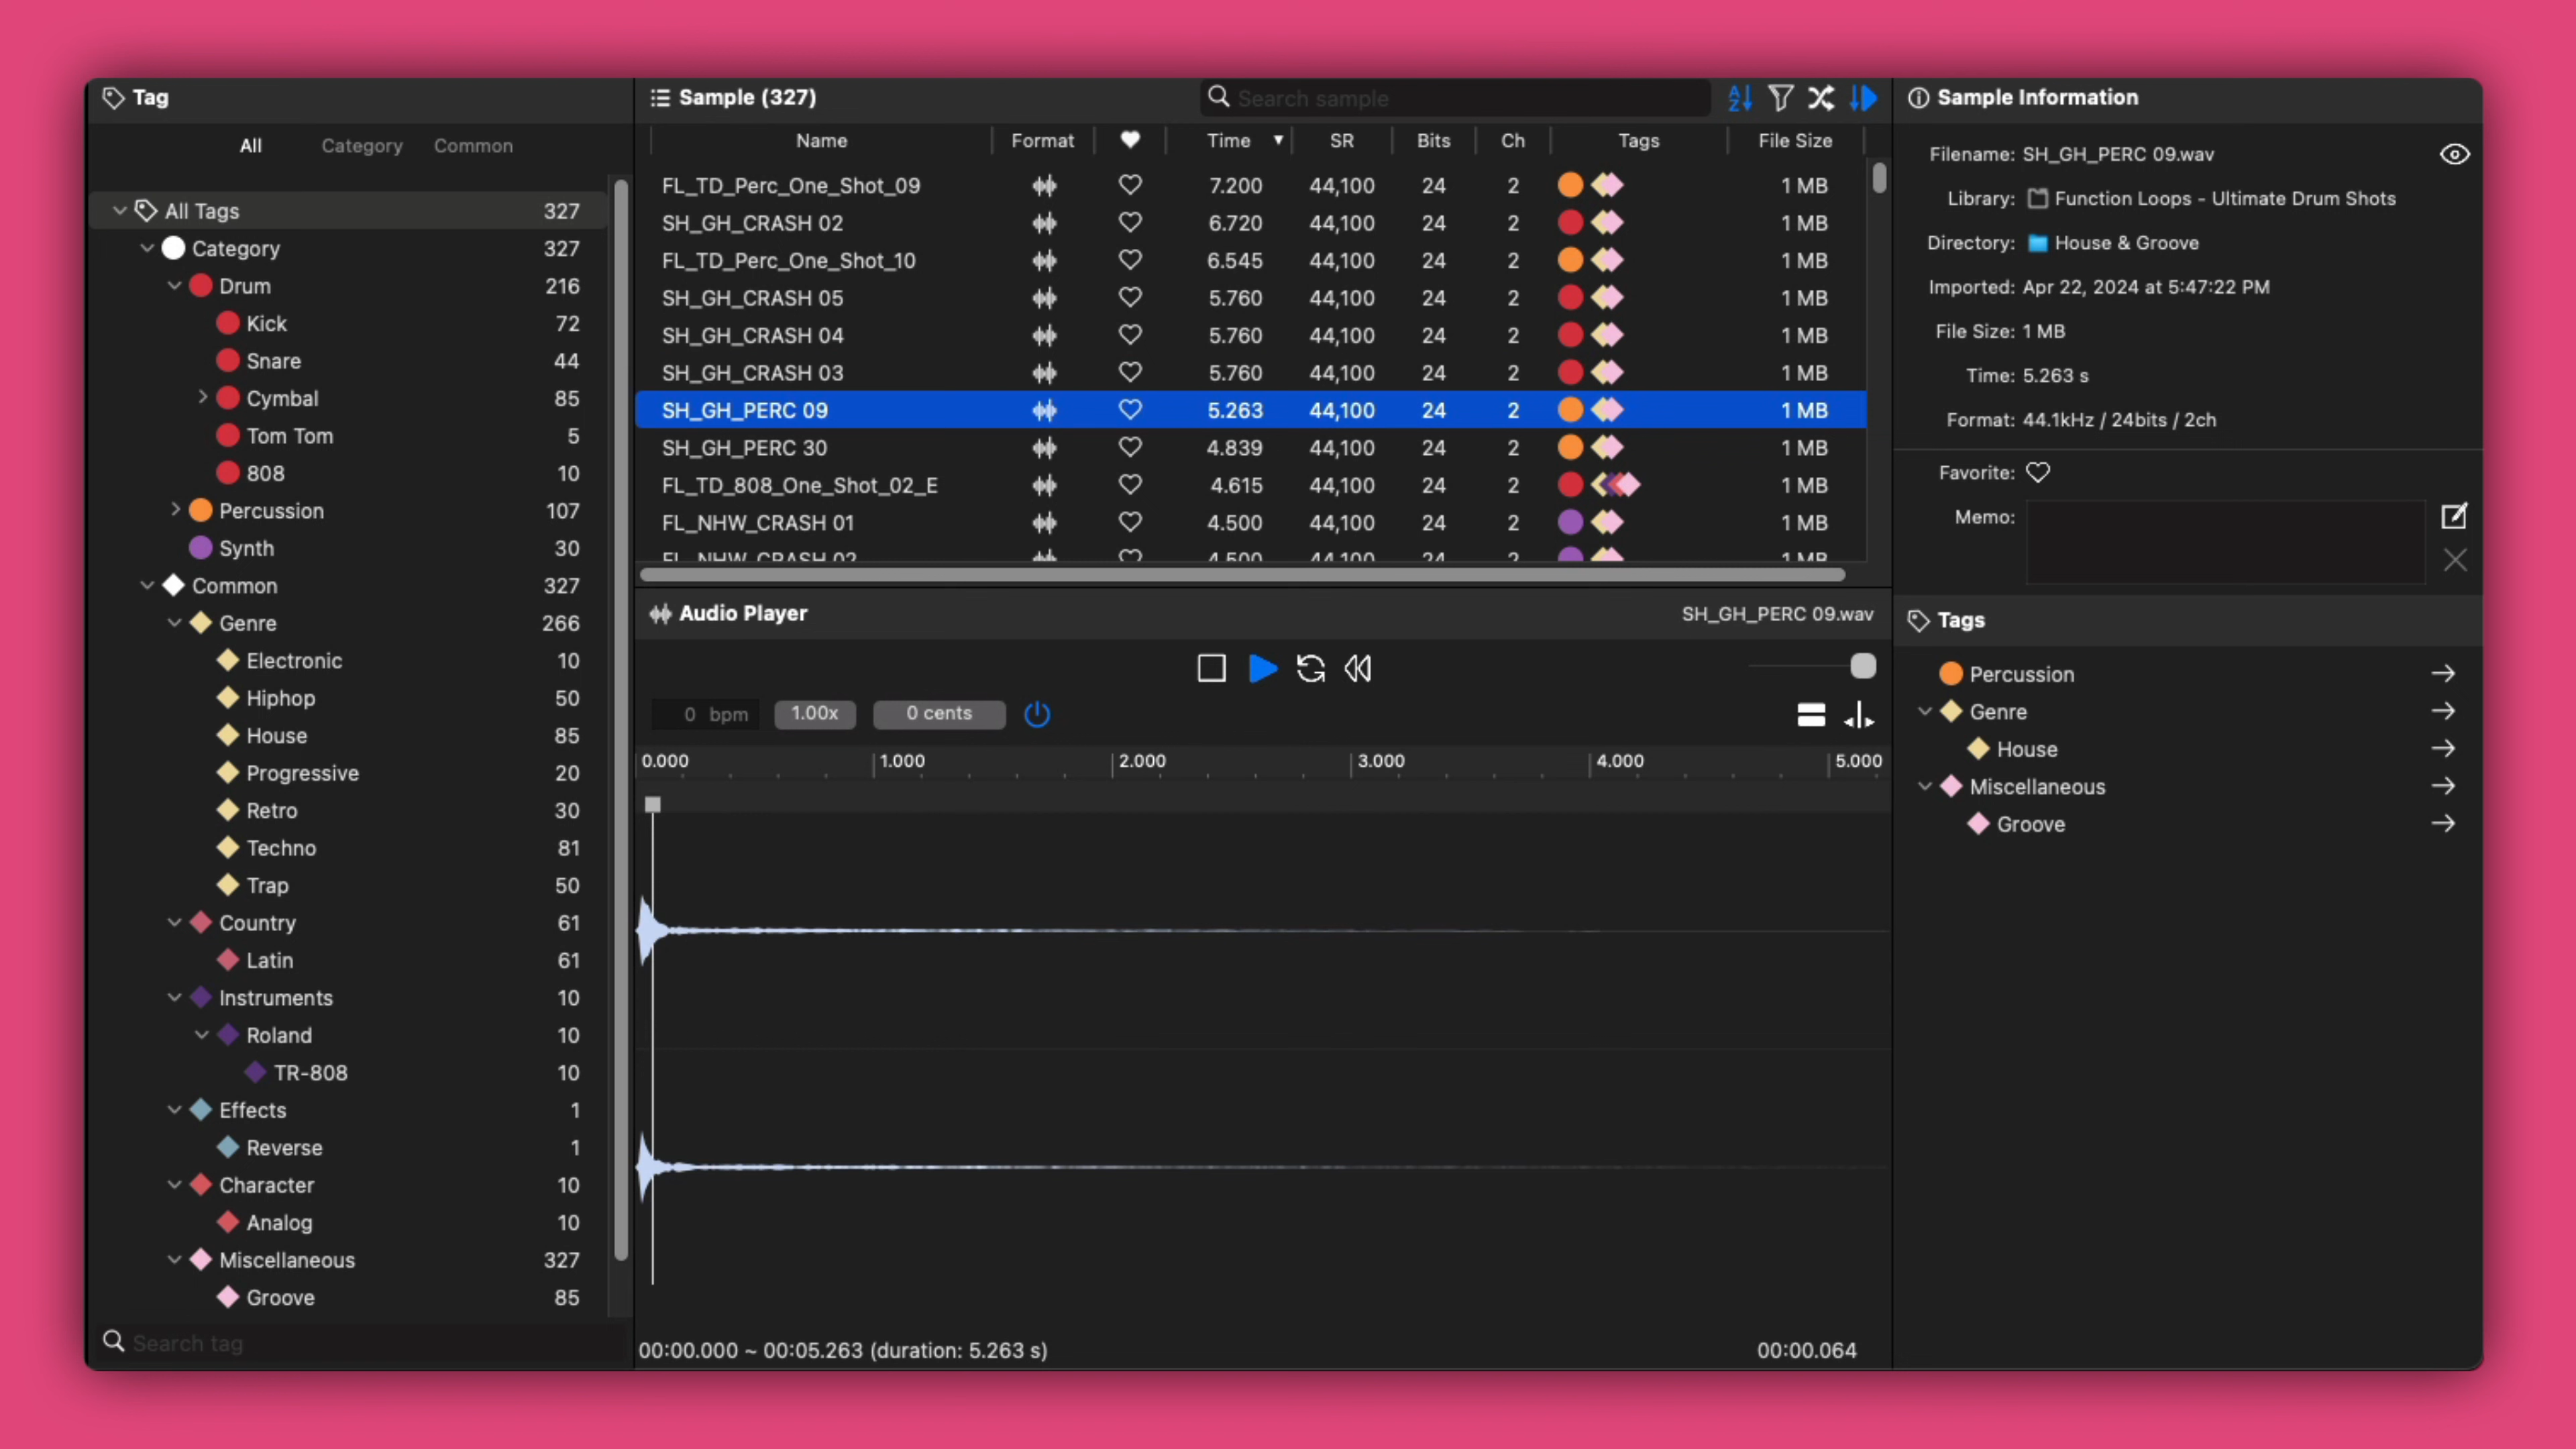 Tag
All Category Common
All Tags 327
Category 327
Drum 216
Kick 72
Snare 44
Cymbal 85
Tom Tom 5
808 10
Percussion 107
Synth 30
Common 327
Genre 266
Electronic 10
Hiphop 50
House 85
Progressive 20
Retro 30
Techno 81
Trap 50
Country 61
Latin 61
Instruments 10
Roland 10
TR-808 10
Effects 1
Reverse 1
Character 10
Analog 10
Miscellaneous 327
Groove 85
Search tag
Sample (327)
Search sample
Name Format Time SR Bits Ch Tags File Size
FL_TD_Perc_One_Shot_09 7.200 44,100 24 2 1 MB
SH_GH_CRASH 02 6.720 44,100 24 2 1 MB
FL_TD_Perc_One_Shot_10 6.545 44,100 24 2 1 MB
SH_GH_CRASH 05 5.760 44,100 24 2 1 MB
SH_GH_CRASH 04 5.760 44,100 24 2 1 MB
SH_GH_CRASH 03 5.760 44,100 24 2 1 MB
SH_GH_PERC 09 5.263 44,100 24 2 1 MB
SH_GH_PERC 30 4.839 44,100 24 2 1 MB
FL_TD_808_One_Shot_02_E 4.615 44,100 24 2 1 MB
FL_NHW_CRASH 01 4.500 44,100 24 2 1 MB
FL_NHW_CRASH 02 4.500 44,100 24 2 1 MB
Audio Player SH_GH_PERC 09.wav
0 bpm 1.00x 0 cents
0.000 1.000 2.000 3.000 4.000 5.000
00:00.000 ~ 00:05.263 (duration: 5.263 s) 00:00.064
Sample Information
Filename: SH_GH_PERC 09.wav
Library: Function Loops - Ultimate Drum Shots
Directory: House & Groove
Imported: Apr 22, 2024 at 5:47:22 PM
File Size: 1 MB
Time: 5.263 s
Format: 44.1kHz / 24bits / 2ch
Favorite:
Memo:
Tags
Percussion
Genre
House
Miscellaneous
Groove